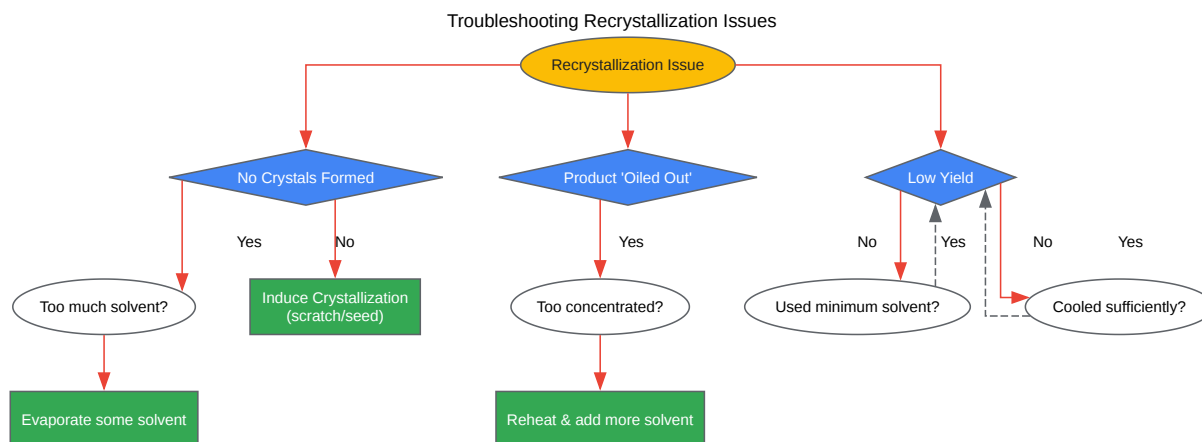 Troubleshooting Recrystallization Issues
Recrystallization Issue
No Crystals Formed
Product 'Oiled Out'
Low Yield
Yes
No
Yes
No
Yes
No
Yes
Too much solvent?
Induce Crystallization
(scratch/seed)
Too concentrated?
Used minimum solvent?
Cooled sufficiently?
Evaporate some solvent
Reheat & add more solvent